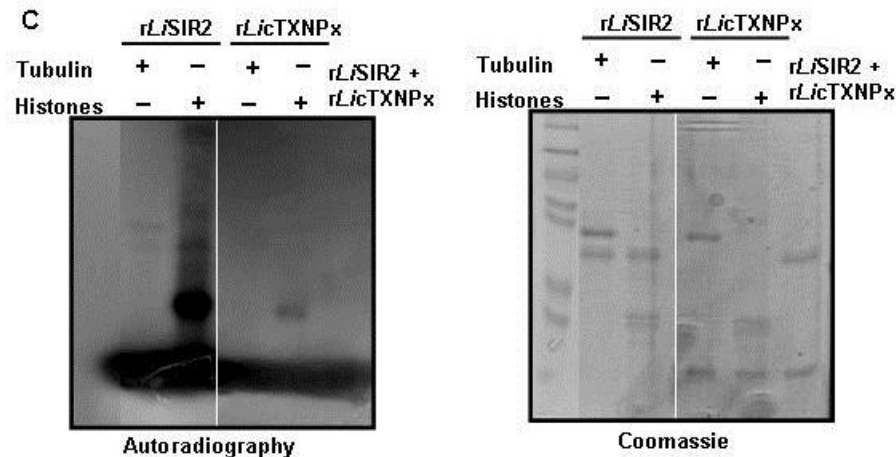 C
rLiSIR2 rLicTXNPx
Tubulin + – + – rLiSIR2 +
Histones – + – + rLicTXNPx
Autoradiography
rLiSIR2 rLicTXNPx
Tubulin + – + – rLiSIR2 +
Histones – + – + rLicTXNPx
Coomassie